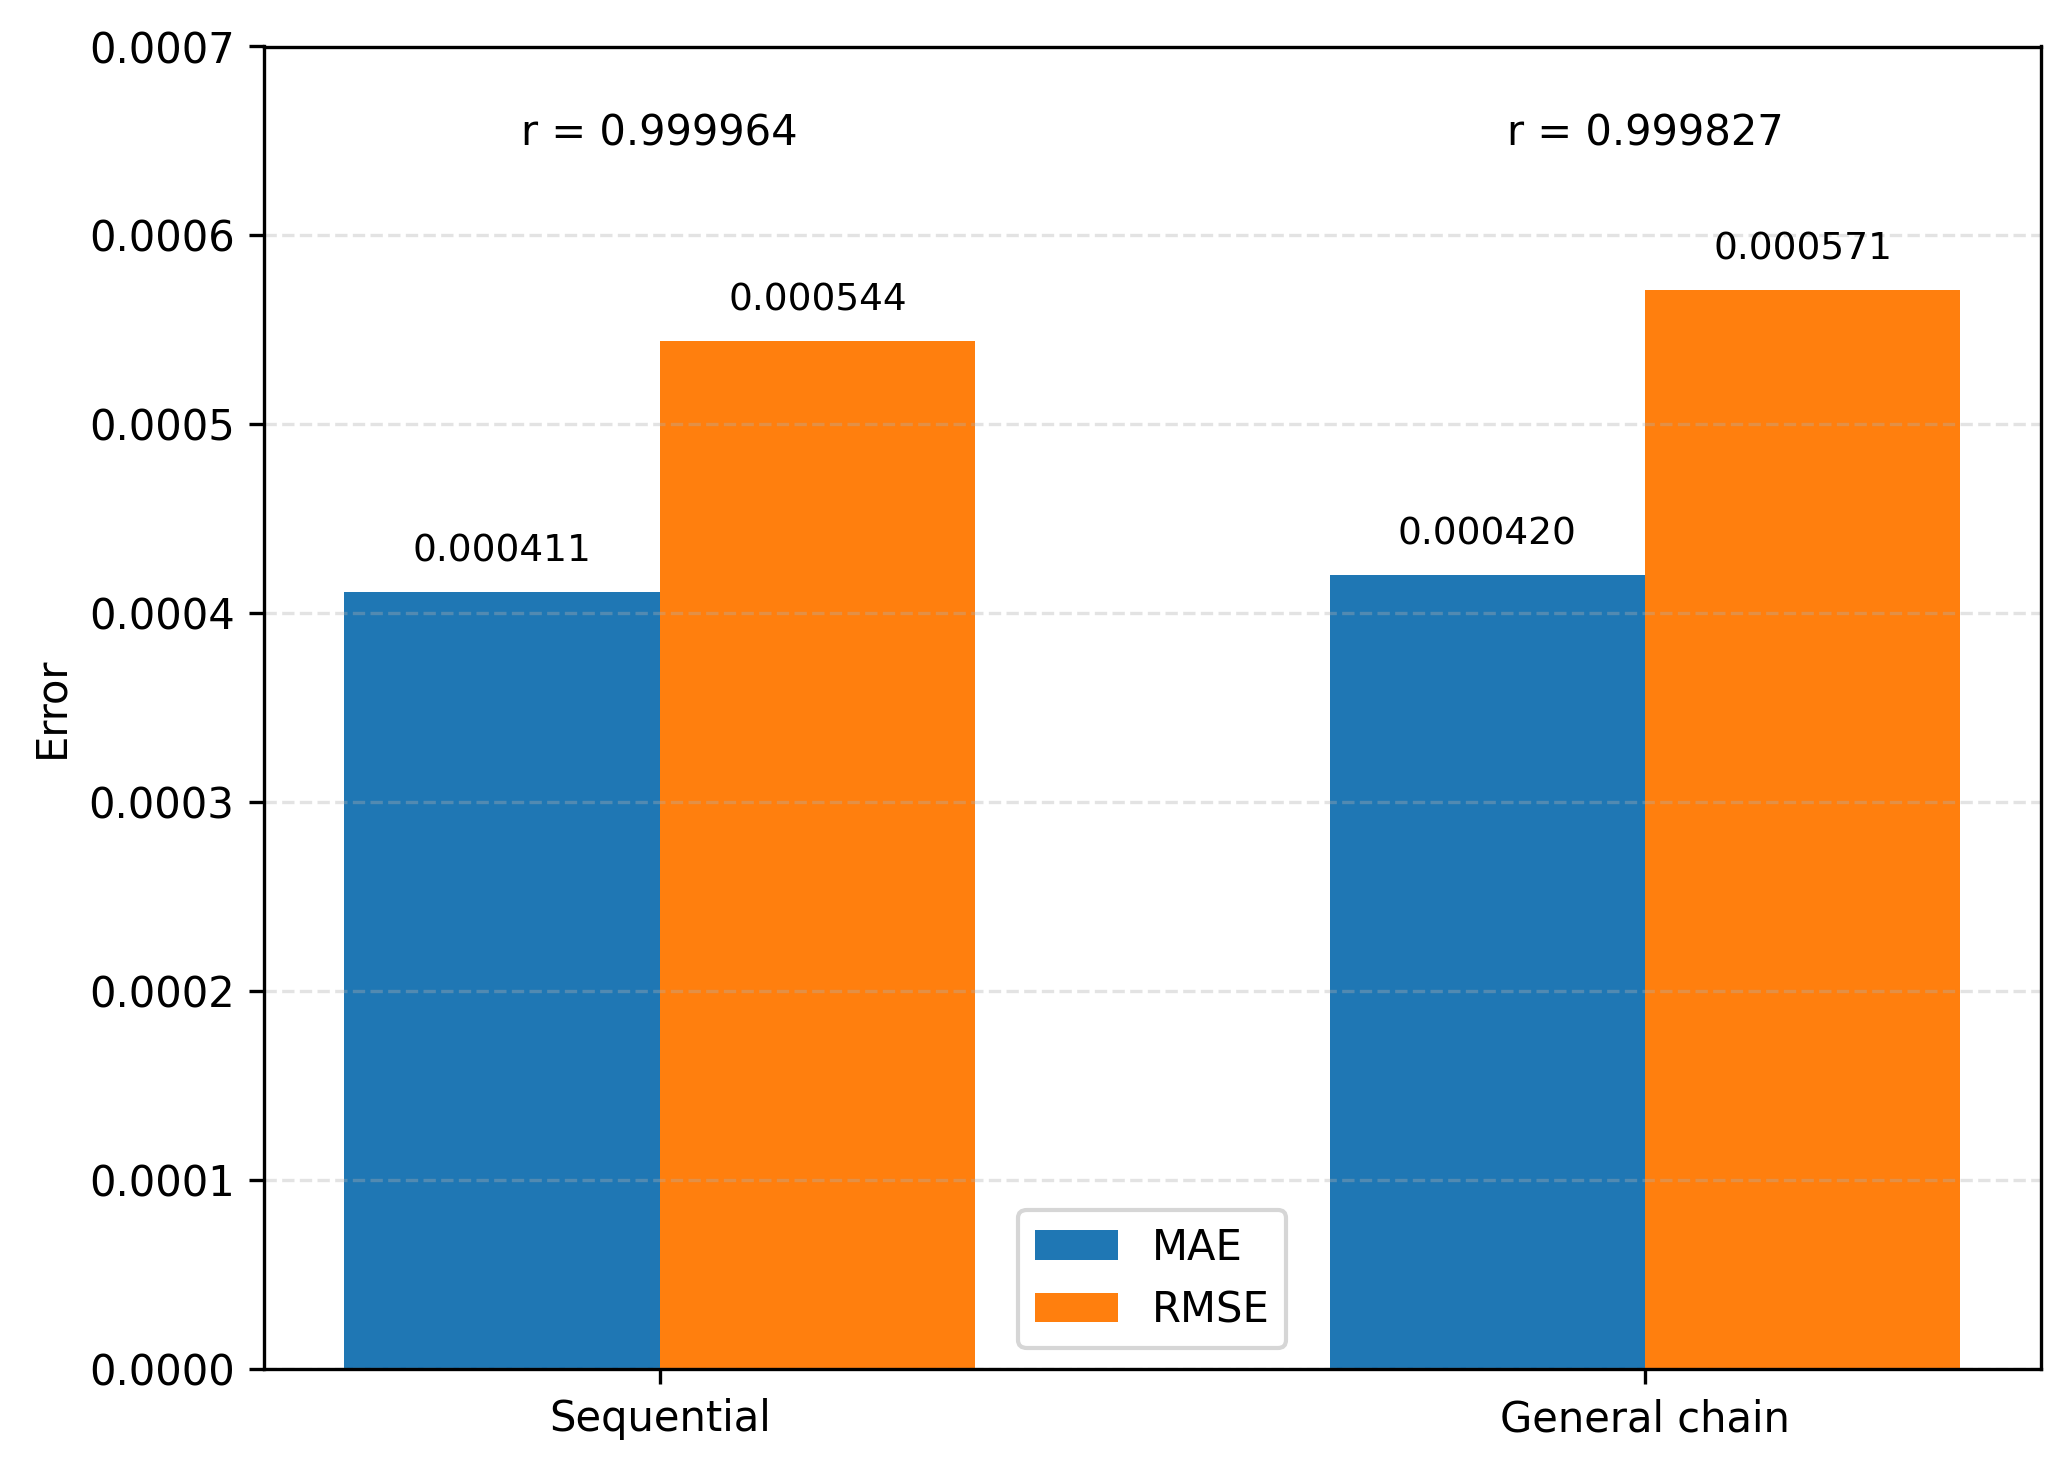 0.0007
r = 0.999964
r = 0.999827
0.0006
0.000571
0.000544
0.0005
0.000411
0.000420
0.0004
Error
0.0003
0.0002
0.0001
MAE
RMSE
0.0000
Sequential
General chain